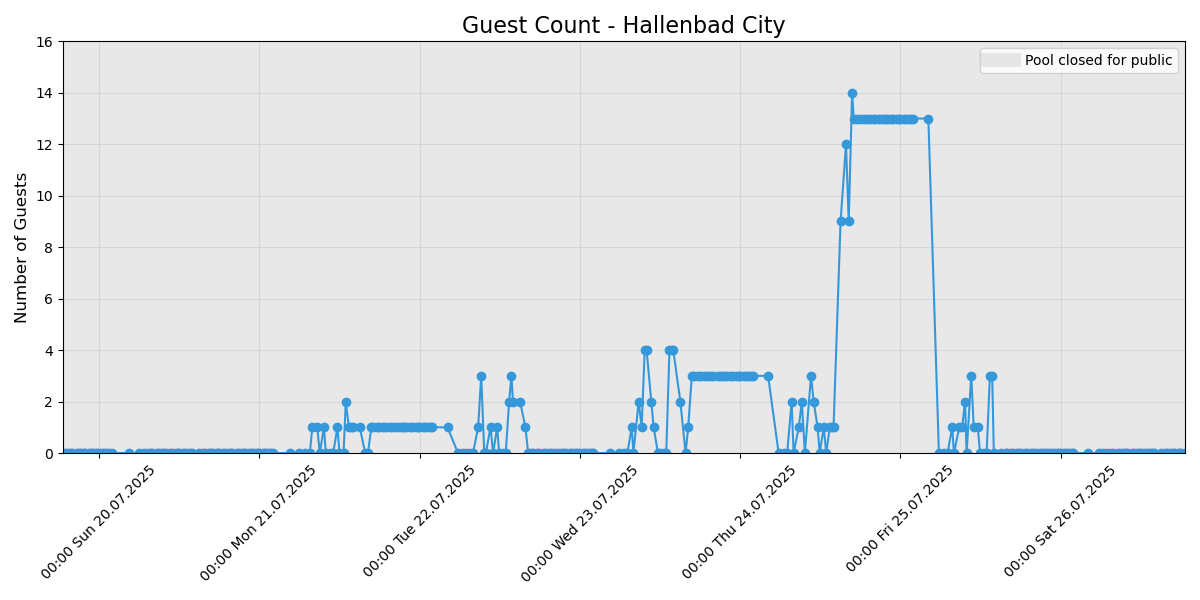 Guest Count - Hallenbad City
Pool closed for public
Number of Guests
16
14
12
10
8
6
4
2
0
00:00 Sun 20.07.2025
00:00 Mon 21.07.2025
00:00 Tue 22.07.2025
00:00 Wed 23.07.2025
00:00 Thu 24.07.2025
00:00 Fri 25.07.2025
00:00 Sat 26.07.2025